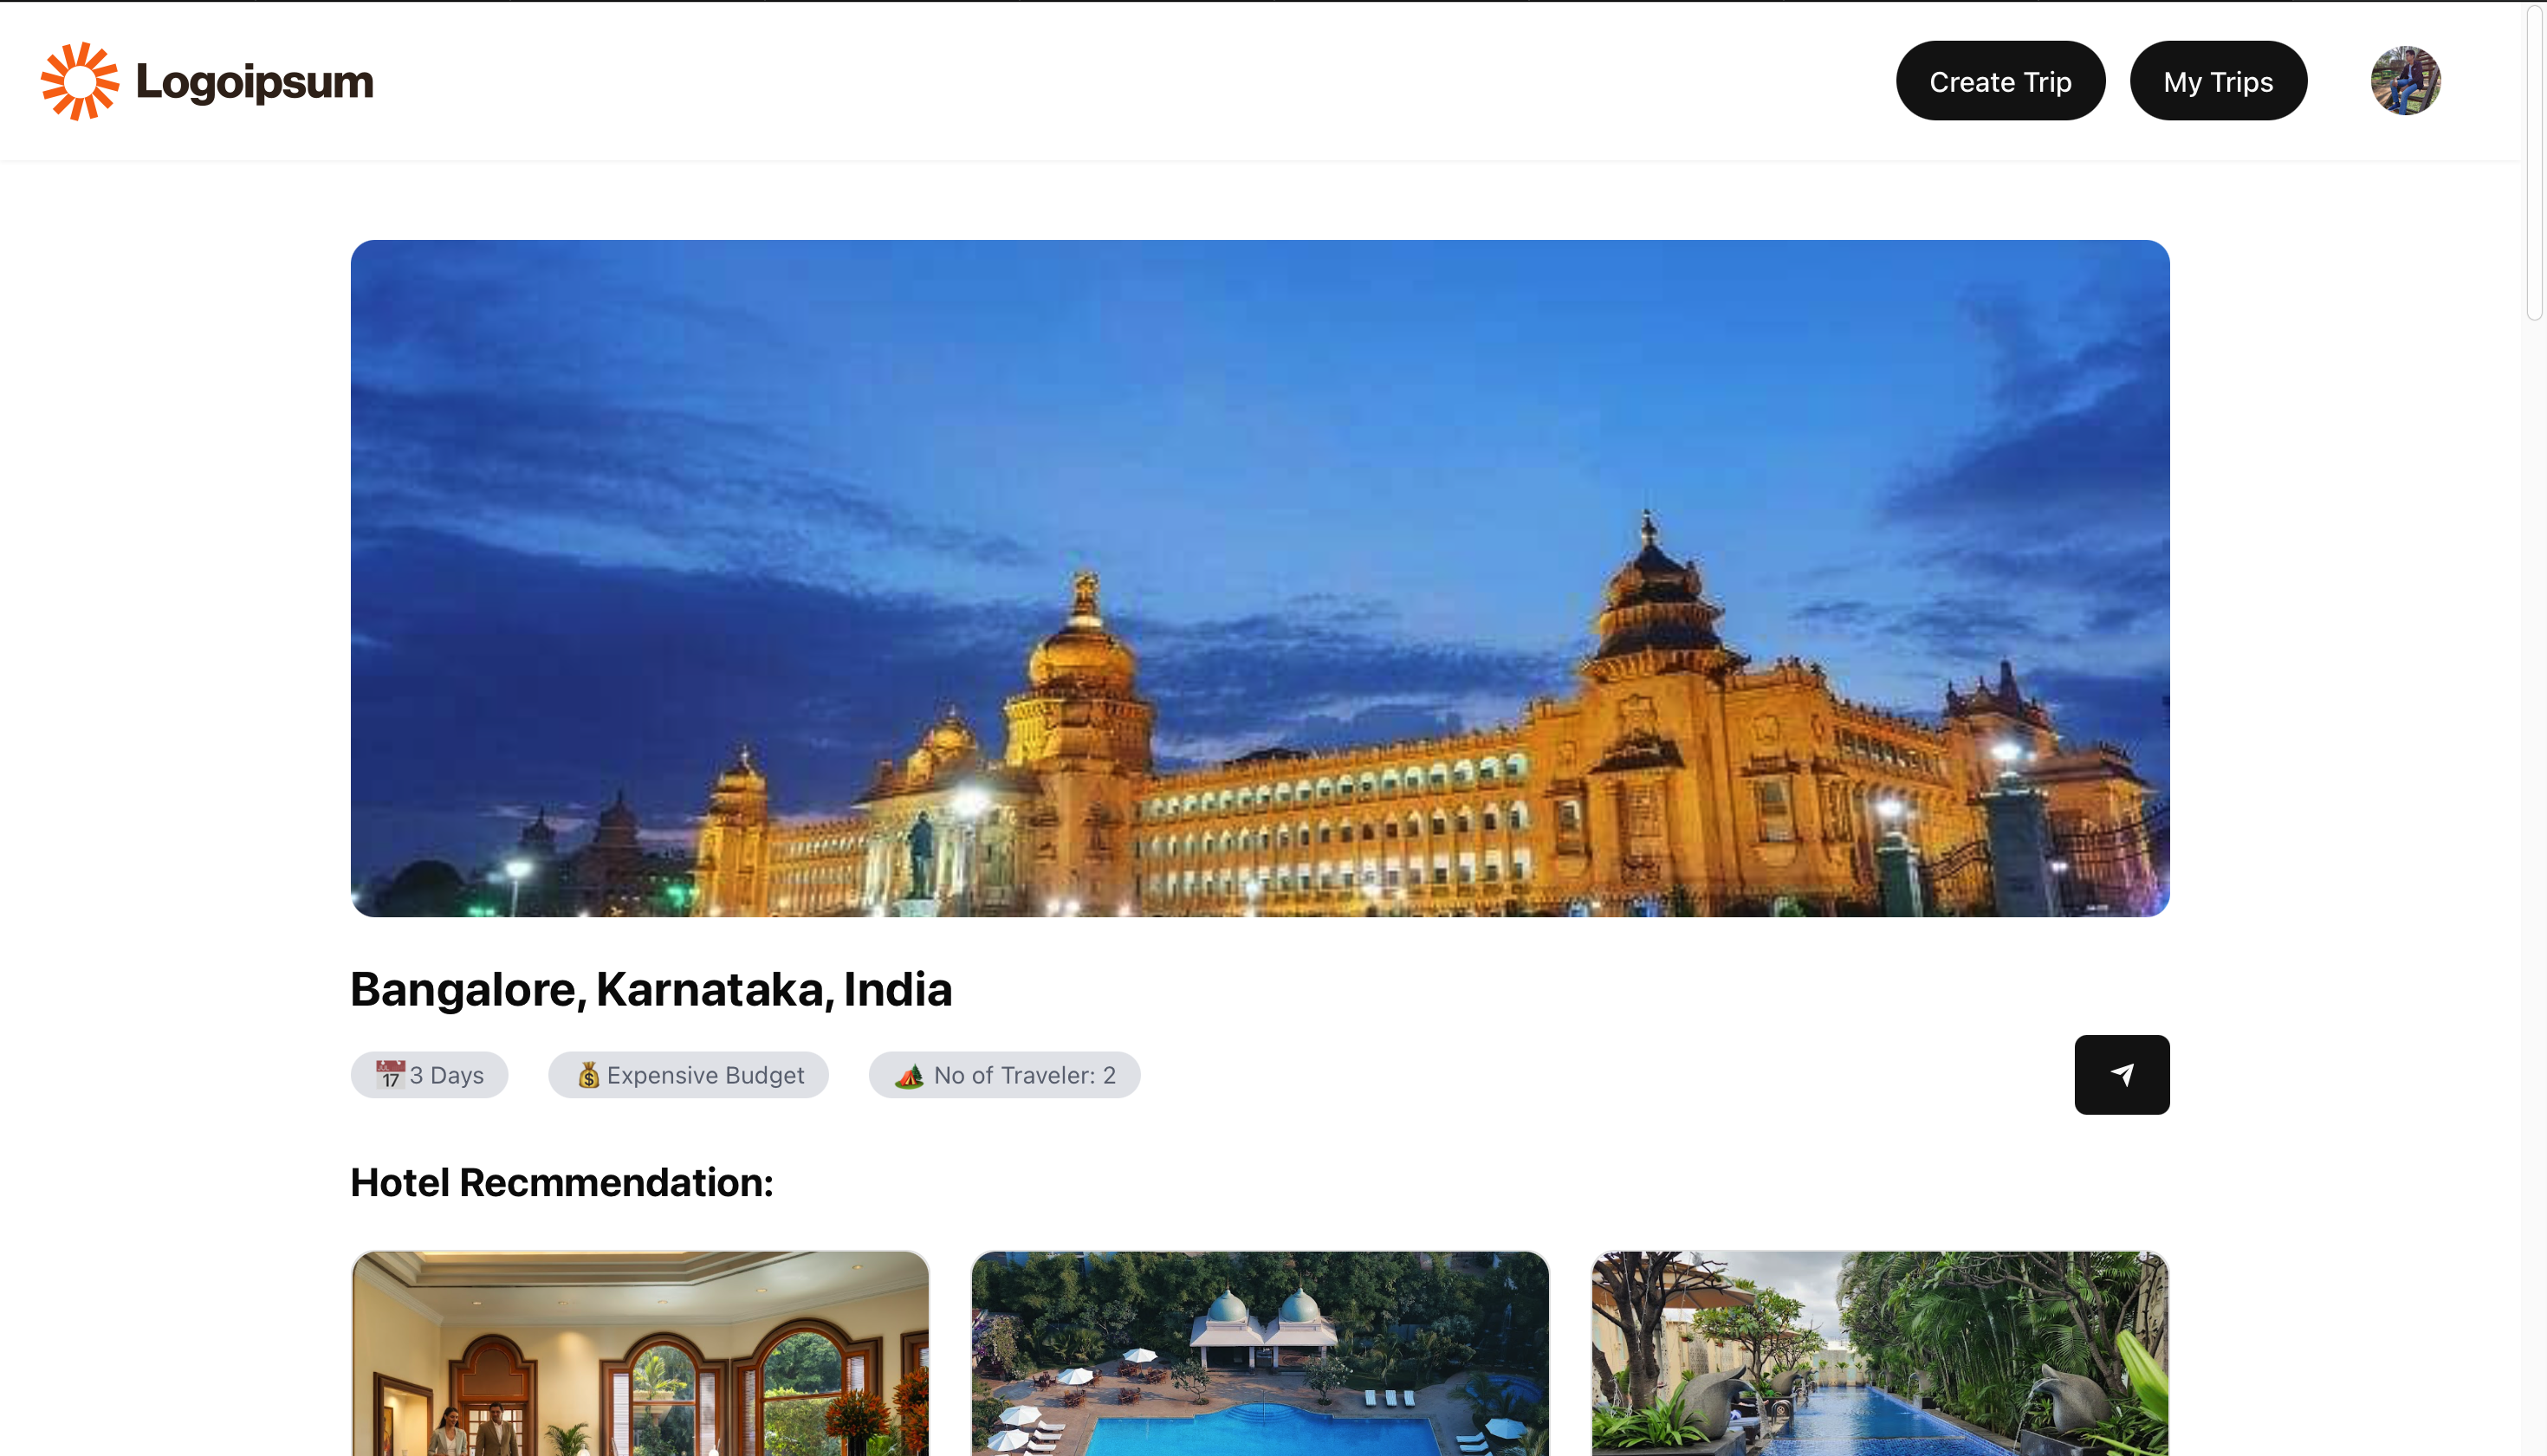 Logoipsum
Create Trip
My Trips
Bangalore, Karnataka, India
📅 3 Days
💰 Expensive Budget
🏕️ No of Traveler: 2
Hotel Recmmendation: